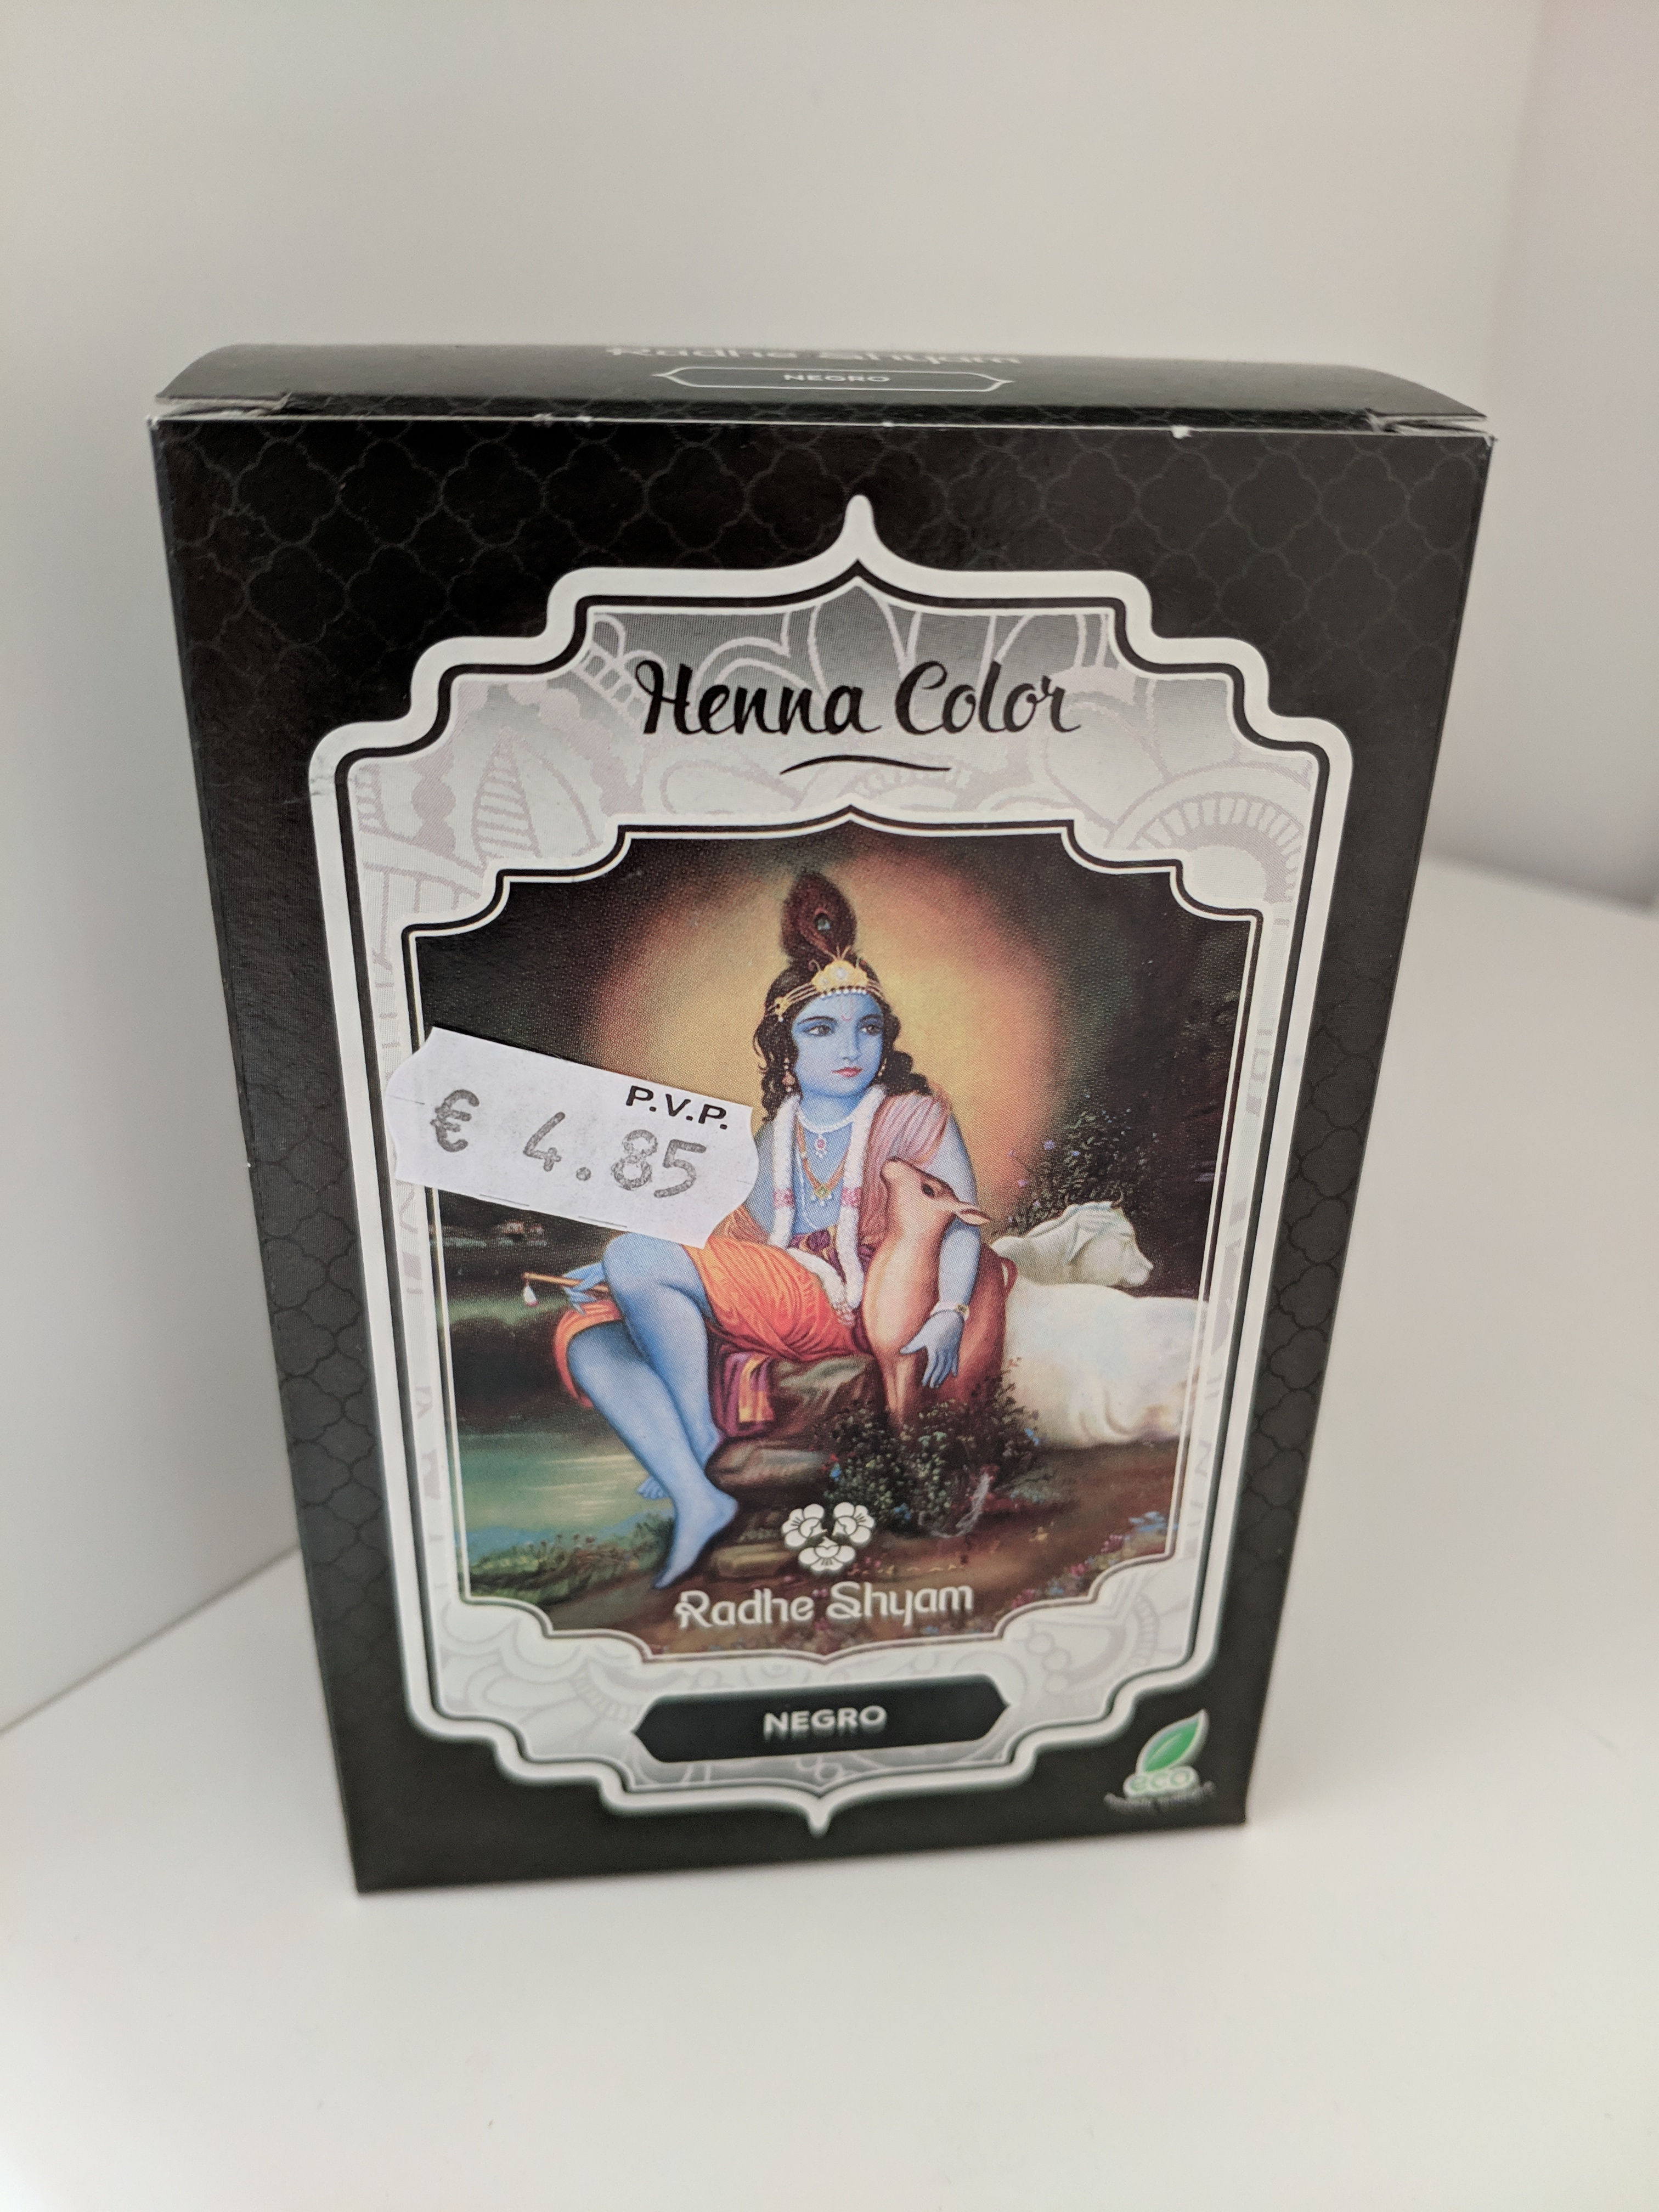 Radhe Shyam
NEGRO
Henna Color
P.V.P.
€ 4.85
Radhe Shyam
NEGRO
eco